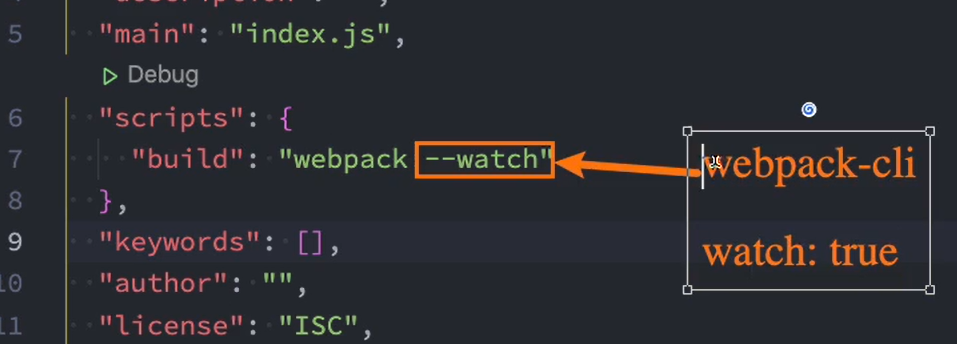 5 "main": "index.js",
Debug
6 "scripts": {
7 "build": "webpack --watch"
8 },
9 "keywords": [],
10 "author": "",
11 "license": "ISC",
webpack-cli
watch: true